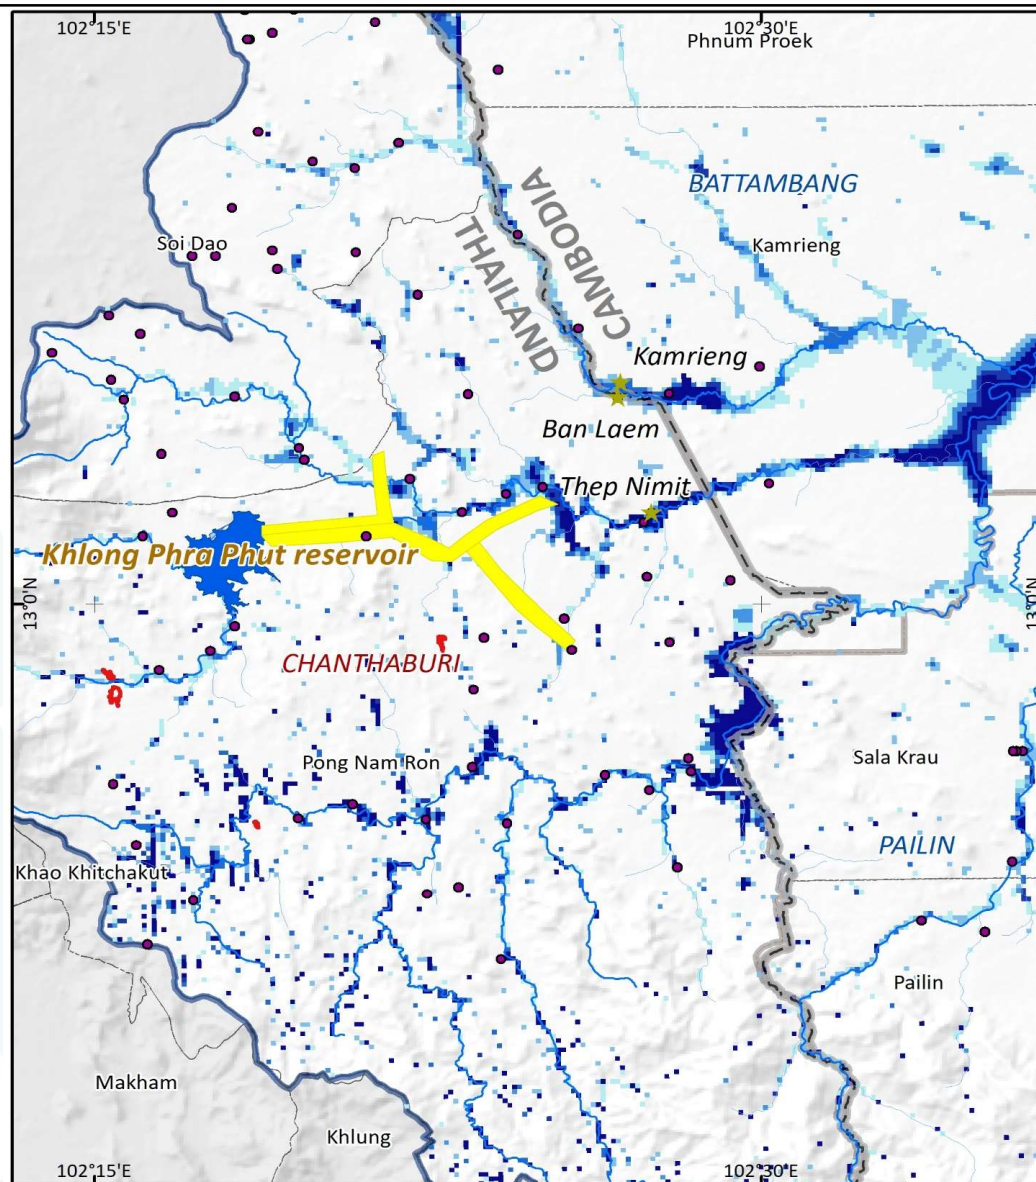 102°15'E
102°30'E
Phnum Proek
BATTAMBANG
CAMBODIA
THAILAND
Soi Dao
Kamrieng
Kamrieng
Ban Laem
Thep Nimit
Khlong Phra Phut reservoir
13°0'N
13°0'N
CHANTHABURI
Pong Nam Ron
Sala Krau
PAILIN
Khao Khitchakut
Pailin
Makham
Khlung
102°15'E
102°30'E